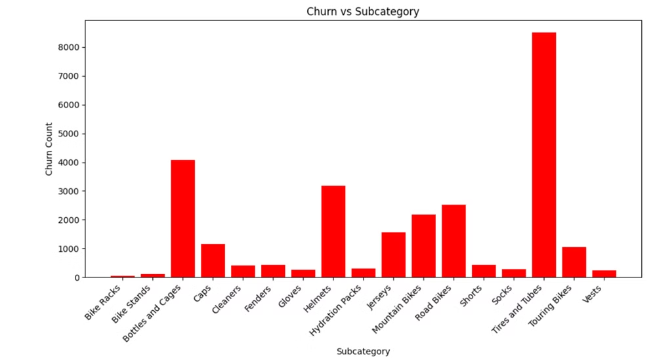 Churn vs Subcategory
8000
7000
6000
5000
4000
3000
2000
1000
0
Churn Count
Bike Racks
Bike Stands
Bottles and Cages
Caps
Cleaners
Fenders
Gloves
Helmets
Hydration Packs
Jerseys
Mountain Bikes
Road Bikes
Shorts
Socks
Tires and Tubes
Touring Bikes
Vests
Subcategory